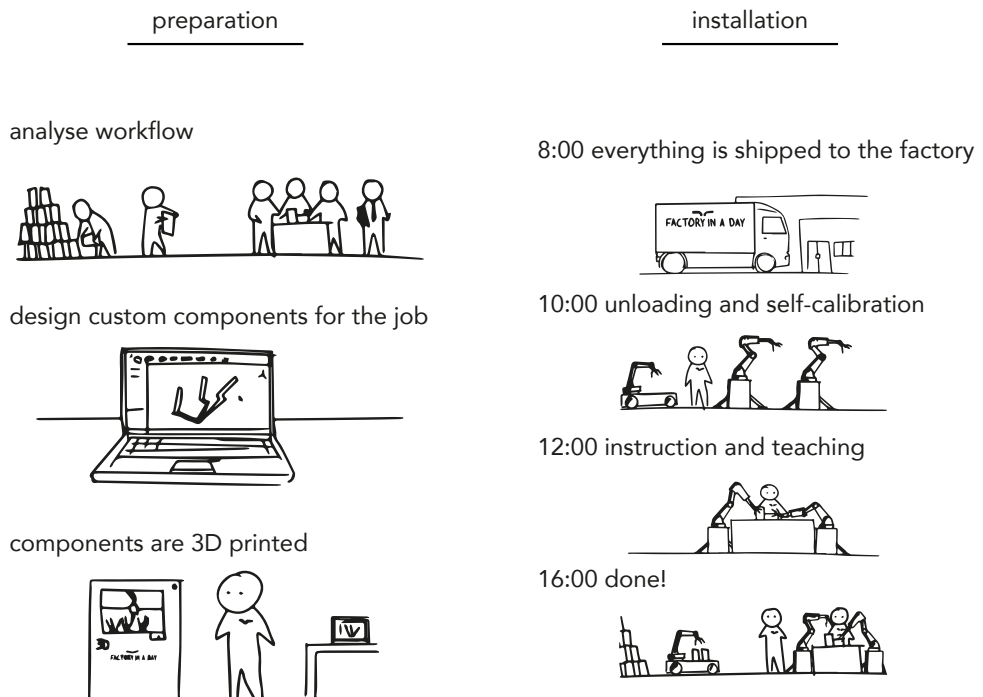 preparation
analyse workflow
design custom components for the job
components are 3D printed
3D
FACTORY IN A DAY
installation
8:00 everything is shipped to the factory
FACTORY IN A DAY
10:00 unloading and self-calibration
12:00 instruction and teaching
16:00 done!